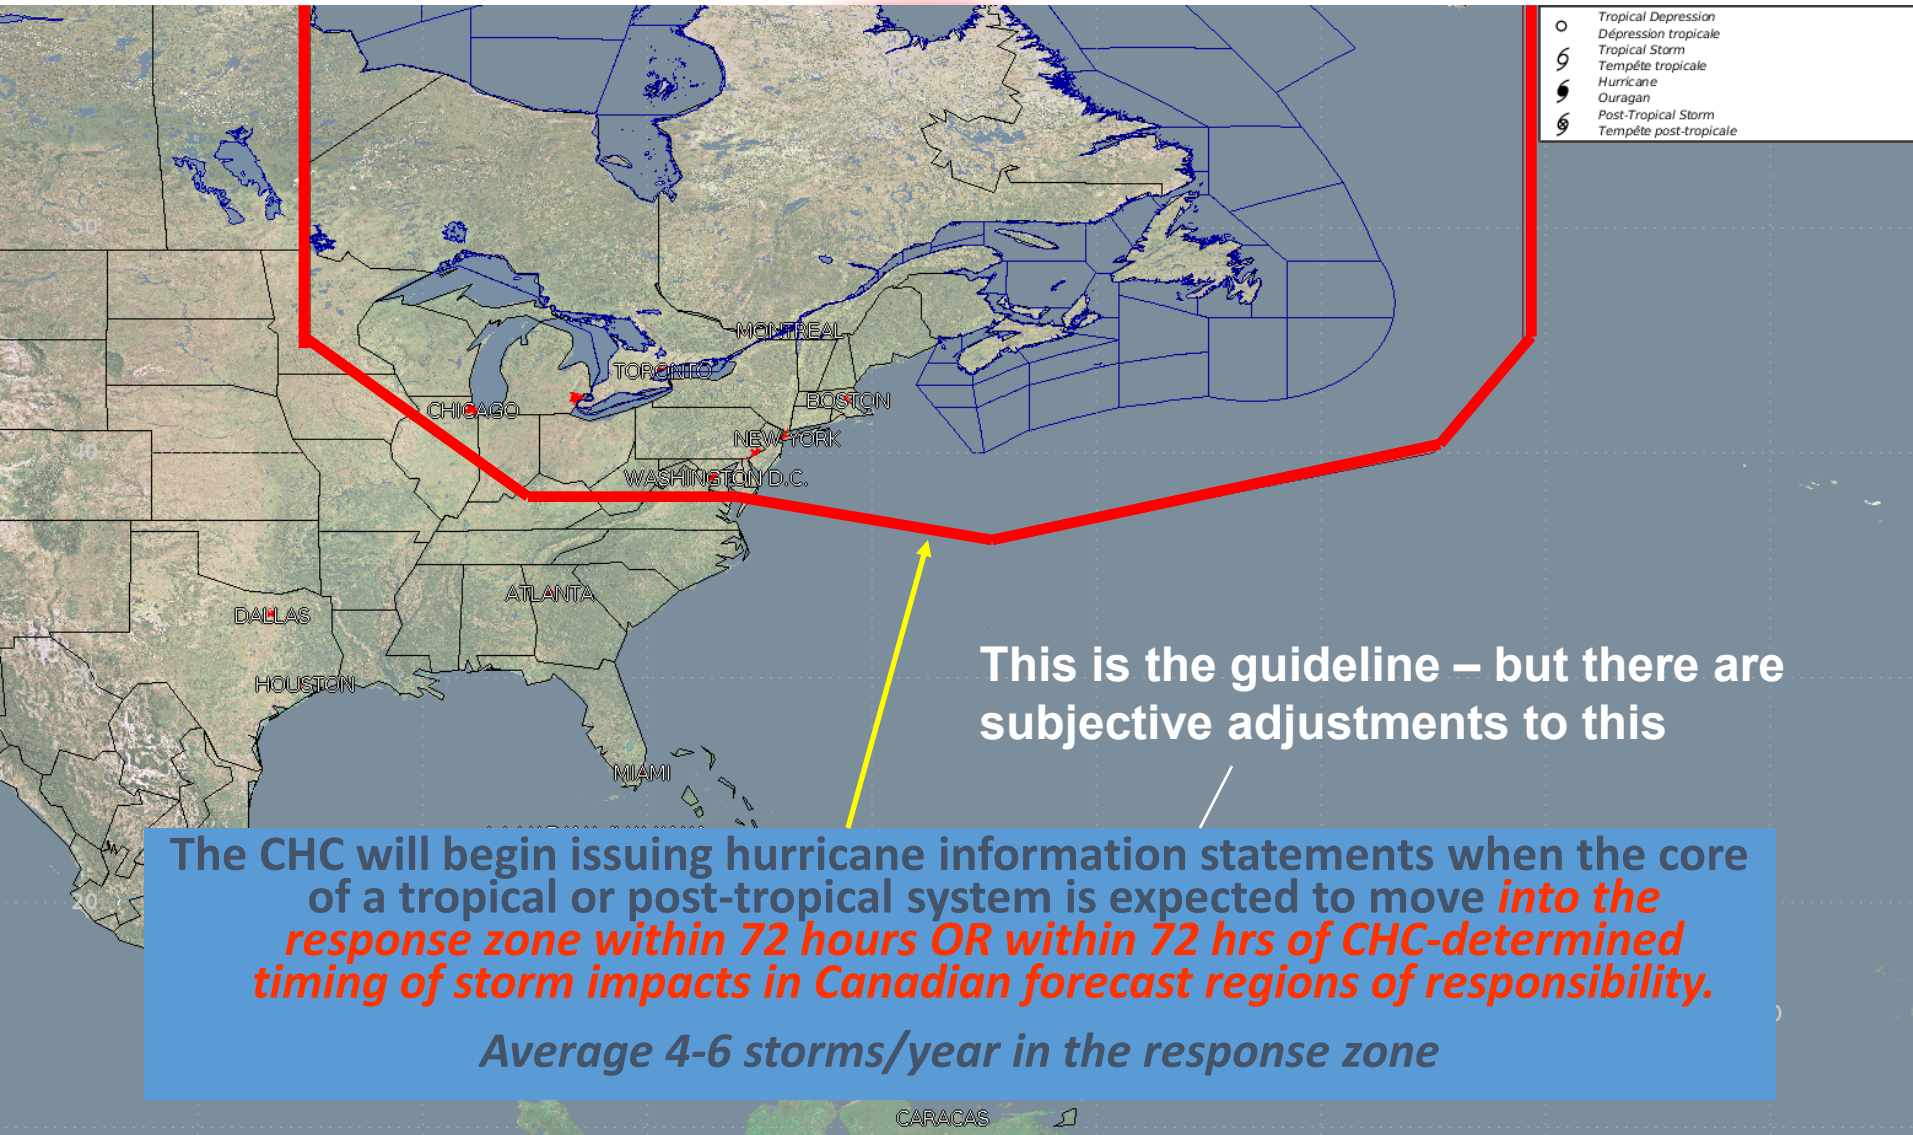 Tropical Depression
Dépression tropicale
Tropical Storm
Tempête tropicale
Hurricane
Ouragan
Post-Tropical Storm
Tempête post-tropicale
50
MONTREAL
TORONTO
BOSTON
CHICAGO
NEW YORK
40
WASHINGTON D.C.
ATLANTA
DALLAS
This is the guideline – but there are
subjective adjustments to this
30
HOUSTON
MIAMI
The CHC will begin issuing hurricane information statements when the core
of a tropical or post-tropical system is expected to move into the
response zone within 72 hours OR within 72 hrs of CHC-determined
timing of storm impacts in Canadian forecast regions of responsibility.
20
Average 4-6 storms/year in the response zone
CARACAS